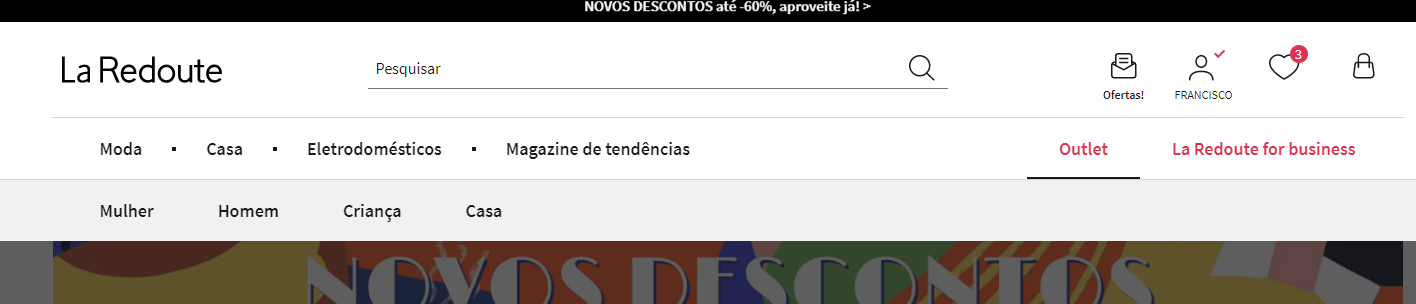 NOVOS DESCONTOS até -60%, aproveite já! >
La Redoute
Pesquisar
3
Ofertas!
FRANCISCO
Moda
Casa
Eletrodomésticos
Magazine de tendências
Outlet
La Redoute for business
Mulher
Homem
Criança
Casa
NOVOS DESCONTOS